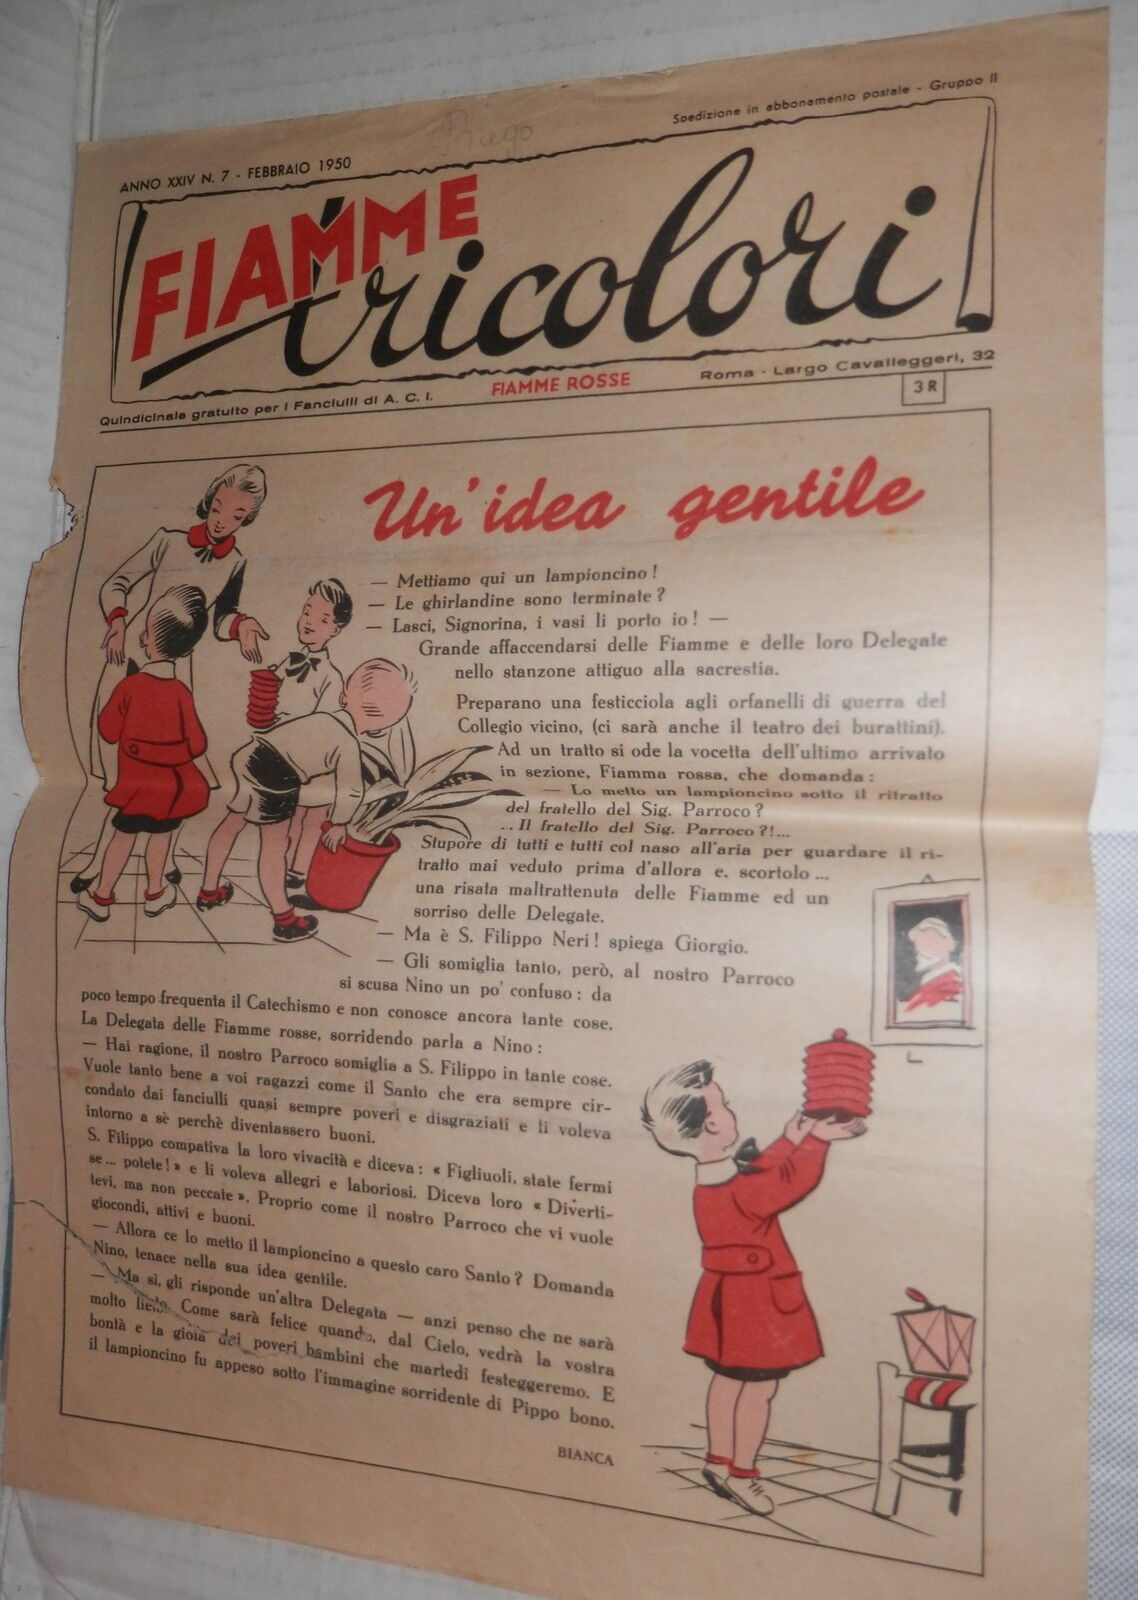 Spedizione in abbonamento postale - Gruppo II
ANNO XXIV N. 7 - FEBBRAIO 1950
FIAMME
tricolori
Quindicinale gratuito per i Fanciulli di A. C. I.
FIAMME ROSSE
Roma - Largo Cavalleggeri, 32
3 R
Un'idea gentile
— Mettiamo qui un lampioncino!
— Le ghirlandine sono terminate?
— Lasci, Signorina, i vasi li porto io! —
Grande affaccendarsi delle Fiamme e delle loro Delegate
nello stanzone attiguo alla sacrestia.
Preparano una festicciola agli orfanelli di guerra del
Collegio vicino, (ci sarà anche il teatro dei burattini).
Ad un tratto si ode la vocetta dell'ultimo arrivato
in sezione, Fiamma rossa, che domanda:
— Lo metto un lampioncino sotto il ritratto
del fratello del Sig. Parroco?
... Il fratello del Sig. Parroco?!...
Stupore di tutti e tutti col naso all'aria per guardare il ri-
tratto mai veduto prima d'allora e, scortolo...
una risata maltrattenuta delle Fiamme ed un
sorriso delle Delegate.
— Ma è S. Filippo Neri! spiega Giorgio.
— Gli somiglia tanto, però, al nostro Parroco
si scusa Nino un po' confuso: da
poco tempo frequenta il Catechismo e non conosce ancora tante cose.
La Delegata delle Fiamme rosse, sorridendo parla a Nino:
— Hai ragione, il nostro Parroco somiglia a S. Filippo in tante cose.
Vuole tanto bene a voi ragazzi come il Santo che era sempre cir-
condato dai fanciulli quasi sempre poveri e disgraziati e li voleva
intorno a sè perchè diventassero buoni.
S. Filippo compativa la loro vivacità e diceva: « Figliuoli, state fermi
se... potete! » e li voleva allegri e laboriosi. Diceva loro « Diverti-
tevi, ma non peccate ». Proprio come il nostro Parroco che vi vuole
giocondi, attivi e buoni.
— Allora ce lo metto il lampioncino a questo caro Santo? Domanda
Nino, tenace nella sua idea gentile.
— Ma sì, gli risponde un'altra Delegata — anzi penso che ne sarà
molto lieto. Come sarà felice quando, dal Cielo, vedrà la vostra
bontà e la gioia dei poveri bambini che martedì festeggeremo. E
il lampioncino fu appeso sotto l'immagine sorridente di Pippo bono.
BIANCA